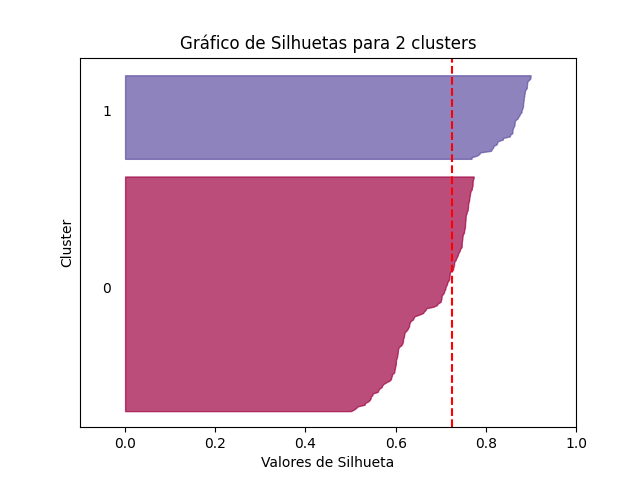 Gráfico de Silhuetas para 2 clusters
1
Cluster
0
0.0 0.2 0.4 0.6 0.8 1.0
Valores de Silhueta